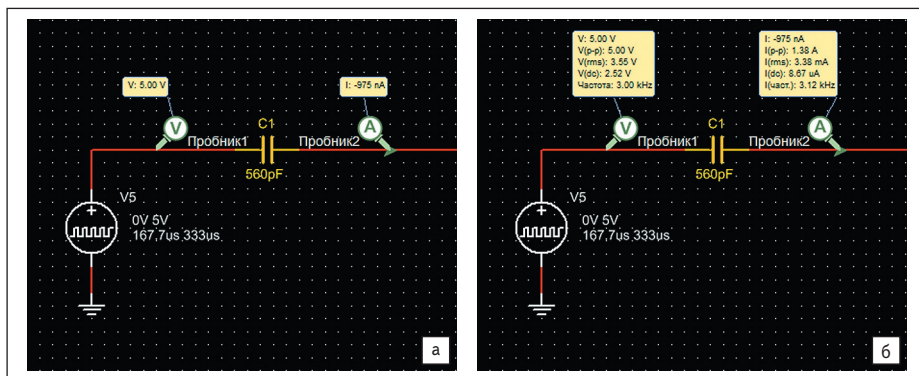 V: 5.00 V
I: -975 nA
V
A
C1
Пробник1
Пробник2
560pF
V5
0V 5V
167,7us 333us
а
V: 5.00 V
V(p-p): 5.00 V
V(rms): 3.55 V
V(dc): 2.52 V
Частота: 3.00 kHz
I: -975 nA
I(p-p): 1.38 A
I(rms): 3.38 mA
I(dc): 8.67 uA
I(част.): 3.12 kHz
V
A
C1
Пробник1
Пробник2
560pF
V5
0V 5V
167,7us 333us
б